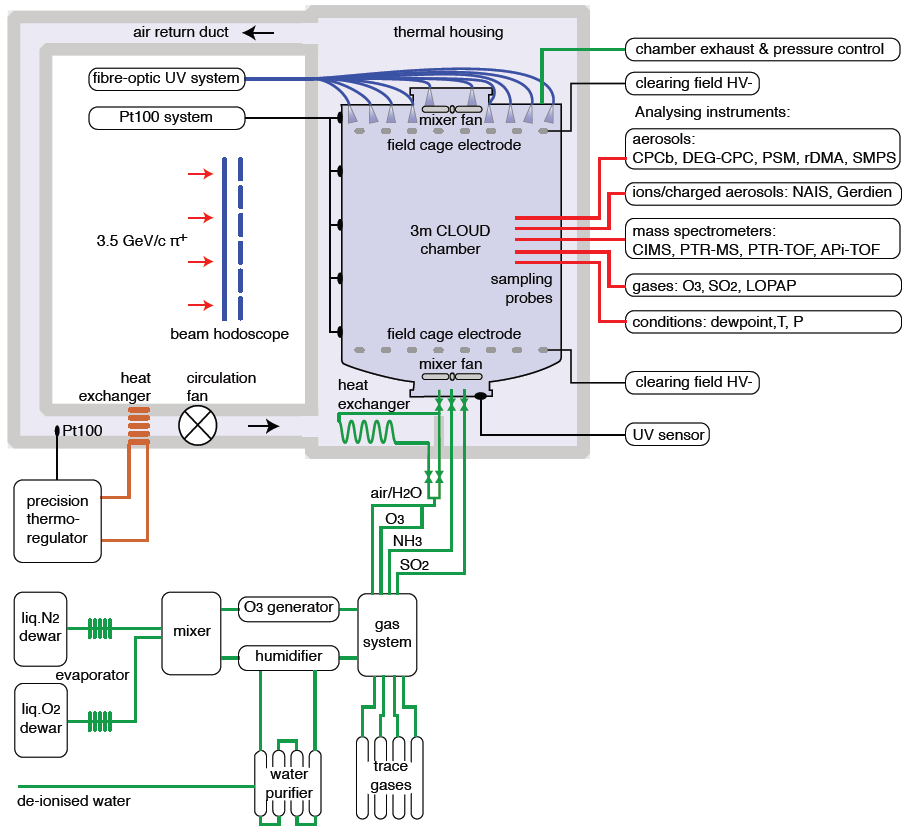 air return duct
thermal housing
chamber exhaust & pressure control
fibre-optic UV system
clearing field HV-
Pt100 system
mixer fan
Analysing instruments:
field cage electrode
aerosols:
CPCb, DEG-CPC, PSM, rDMA, SMPS
ions/charged aerosols: NAIS, Gerdien
3.5 GeV/c π+
3m CLOUD
chamber
mass spectrometers:
CIMS, PTR-MS, PTR-TOF, APi-TOF
sampling
probes
gases: O3, SO2, LOPAP
beam hodoscope
field cage electrode
conditions: dewpoint,T, P
mixer fan
heat
exchanger
circulation
fan
heat
exchanger
clearing field HV-
Pt100
UV sensor
precision
thermo-
regulator
air/H2O
O3
NH3
SO2
liq.N2
dewar
mixer
O3 generator
gas
system
humidifier
evaporator
liq.O2
dewar
water
purifier
trace
gases
de-ionised water